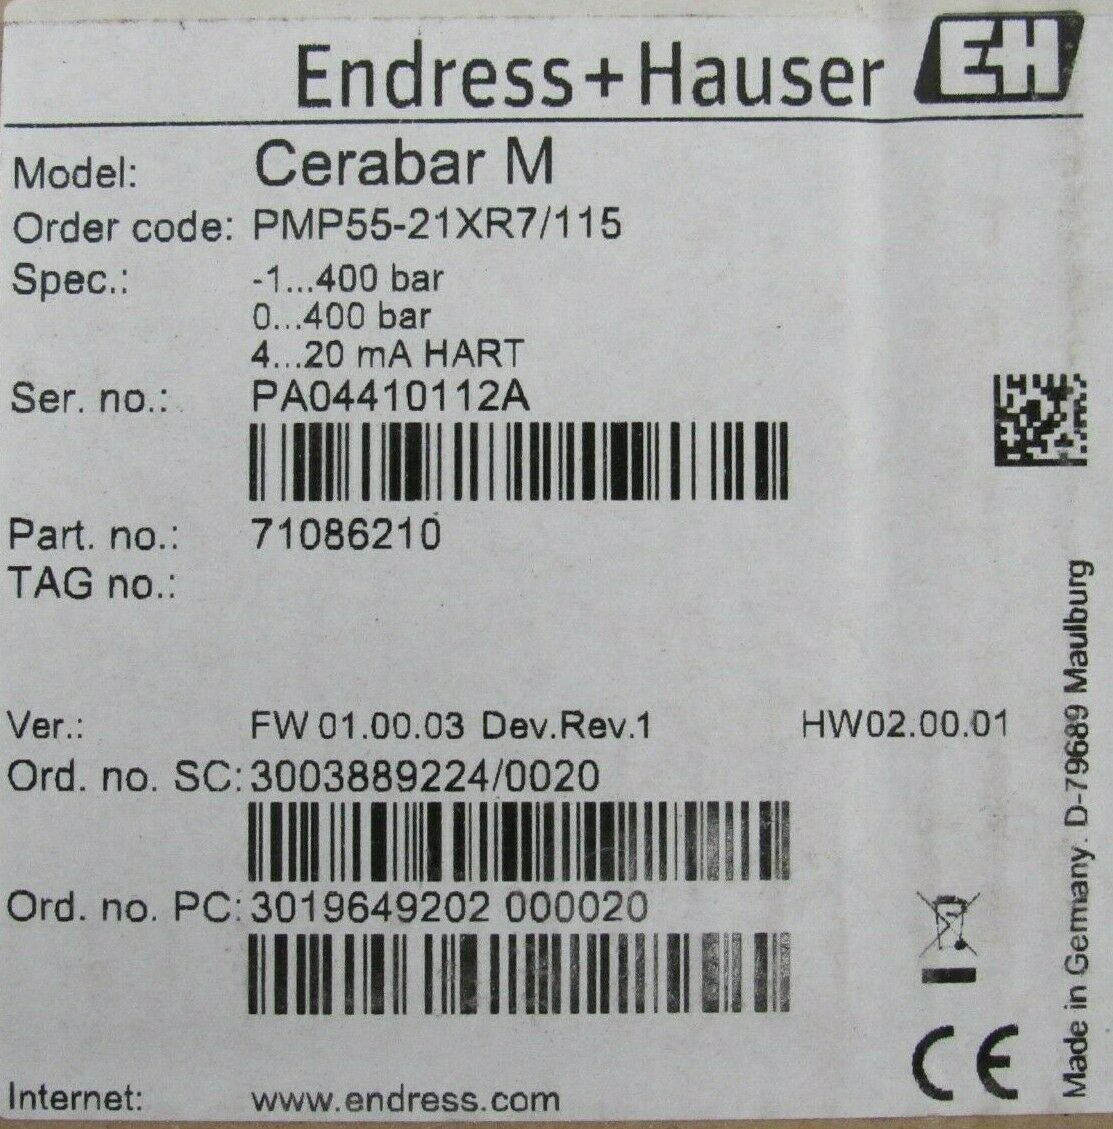 Endress+Hauser EH
Model: Cerabar M
Order code: PMP55-21XR7/115
Spec.: -1...400 bar
0...400 bar
4...20 mA HART
Ser. no.: PA04410112A
Part. no.: 71086210
TAG no.:
Ver.: FW 01.00.03 Dev.Rev.1 HW02.00.01
Ord. no. SC: 3003889224/0020
Ord. no. PC: 3019649202 000020
Internet: www.endress.com
CE
Made in Germany. D-79689 Maulburg